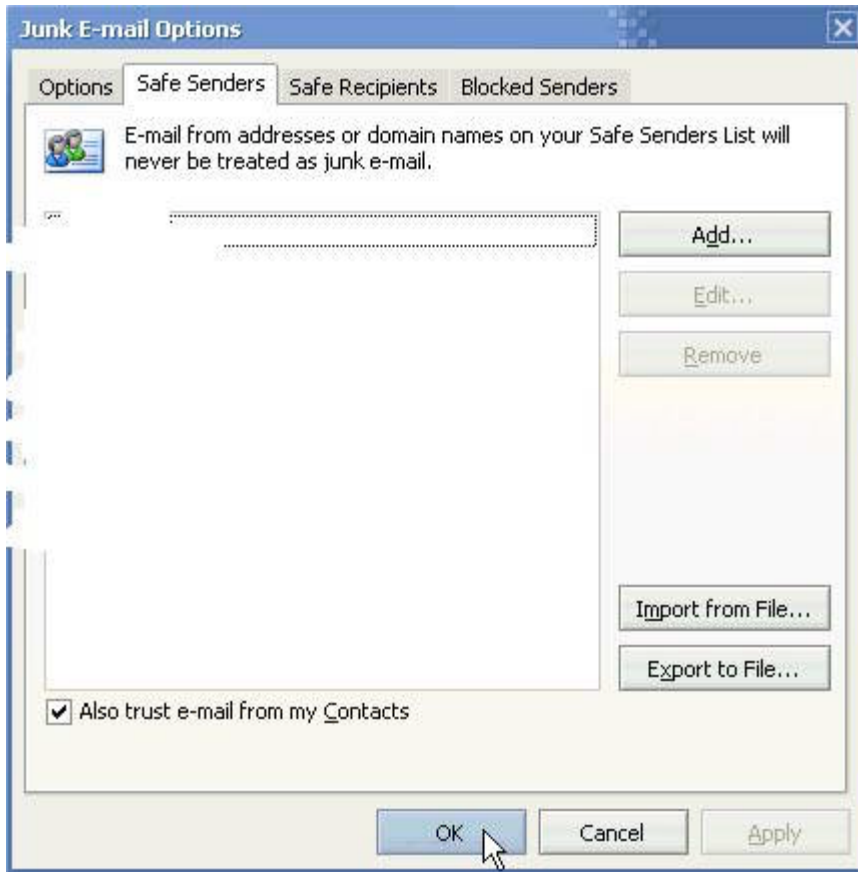 Junk E-mail Options
Options Safe Senders Safe Recipients Blocked Senders
E-mail from addresses or domain names on your Safe Senders List will
never be treated as junk e-mail.
Add...
Edit...
Remove
Import from File...
Export to File...
Also trust e-mail from my Contacts
OK Cancel Apply